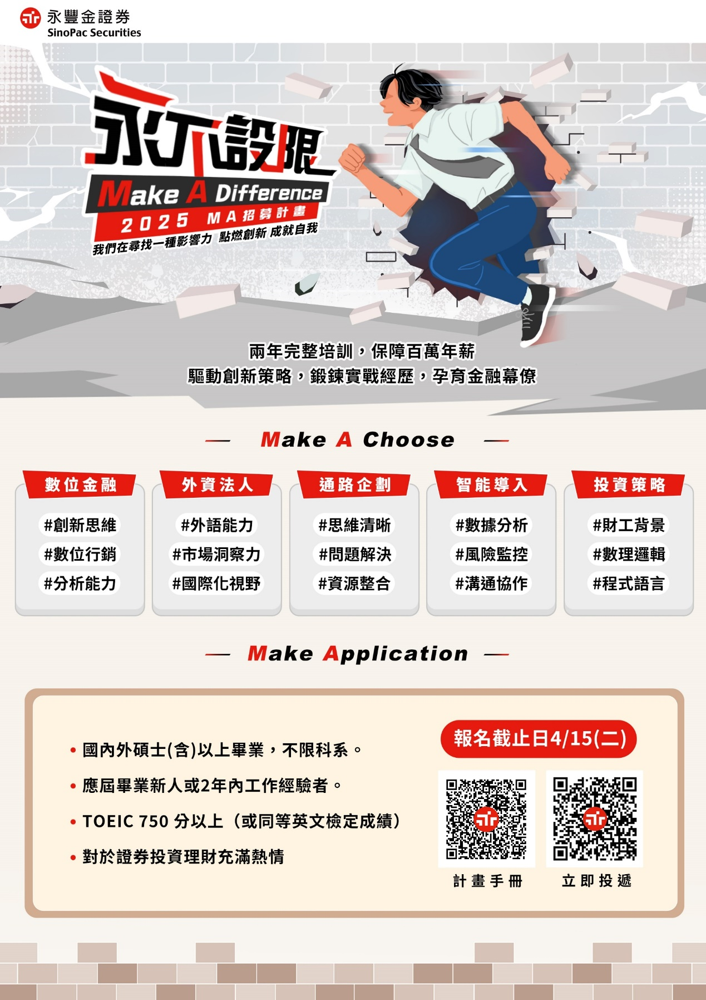 永豐金證券
SinoPac Securities
永不設限
Make A Difference
2025 MA招募計畫
我們在尋找一種影響力 點燃創新 成就自我
兩年完整培訓，保障百萬年薪
驅動創新策略，鍛鍊實戰經歷，孕育金融幕僚
Make A Choose
數位金融
#創新思維
#數位行銷
#分析能力
外資法人
#外語能力
#市場洞察力
#國際化視野
通路企劃
#思維清晰
#問題解決
#資源整合
智能導入
#數據分析
#風險監控
#溝通協作
投資策略
#財工背景
#數理邏輯
#程式語言
Make Application
• 國內外碩士(含)以上畢業，不限科系。
• 應屆畢業新人或2年內工作經驗者。
• TOEIC 750 分以上（或同等英文檢定成績）
• 對於證券投資理財充滿熱情
報名截止日4/15(二)
計畫手冊
立即投遞